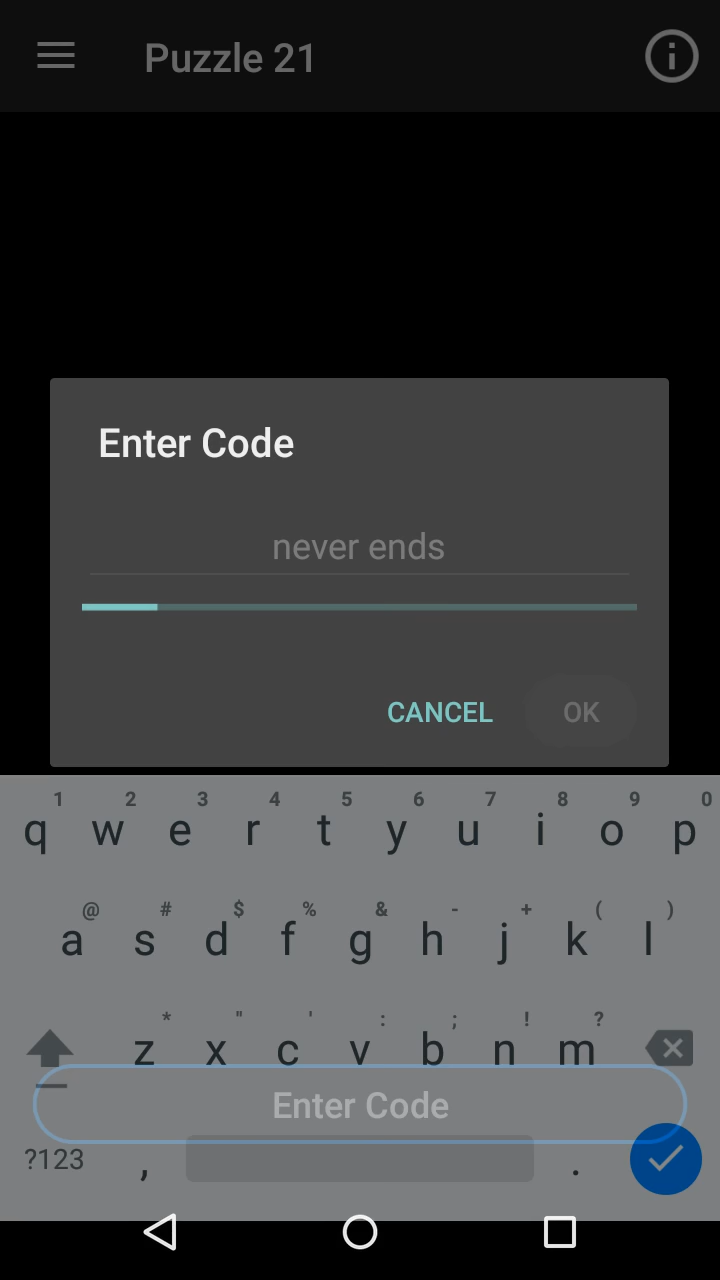 Puzzle 21
Enter Code
never ends
CANCEL OK
1 2 3 4 5 6 7 8 9 0
q w e r t y u i o p
@ # $ % & - + ( )
a s d f g h j k l
* " ' : ; ! ?
z x c v b n m
Enter Code
?123 , .